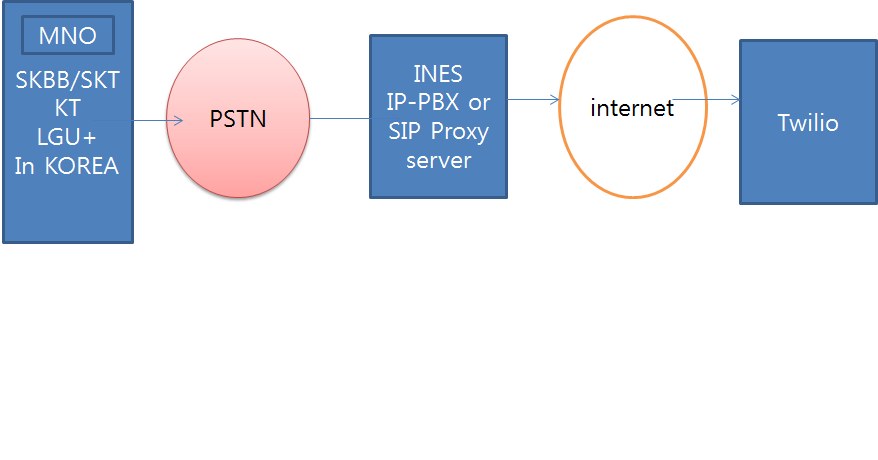 MNO
SKBB/SKT
KT
LGU+
In KOREA
PSTN
INES
IP-PBX or
SIP Proxy
server
internet
Twilio